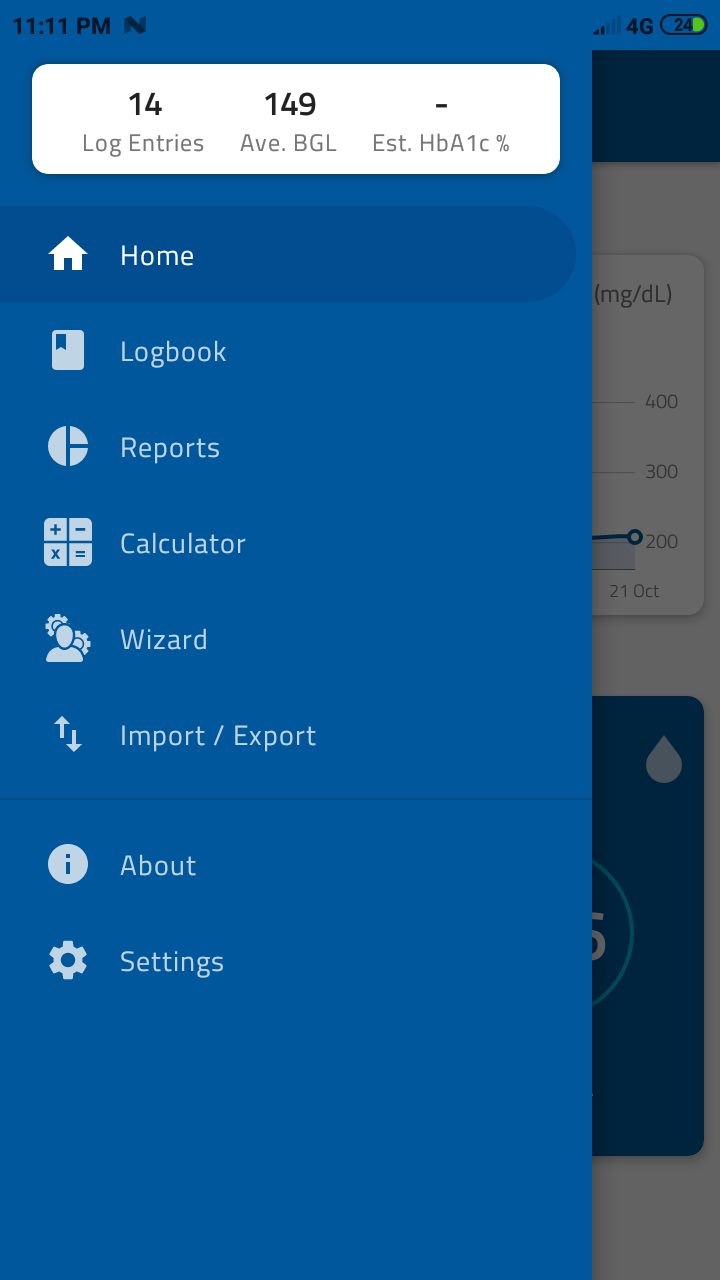 11:11 PM
4G 24
14 149 -
Log Entries Ave. BGL Est. HbA1c %
Home
(mg/dL)
Logbook
400
Reports
300
Calculator
200
21 Oct
Wizard
Import / Export
About
Settings